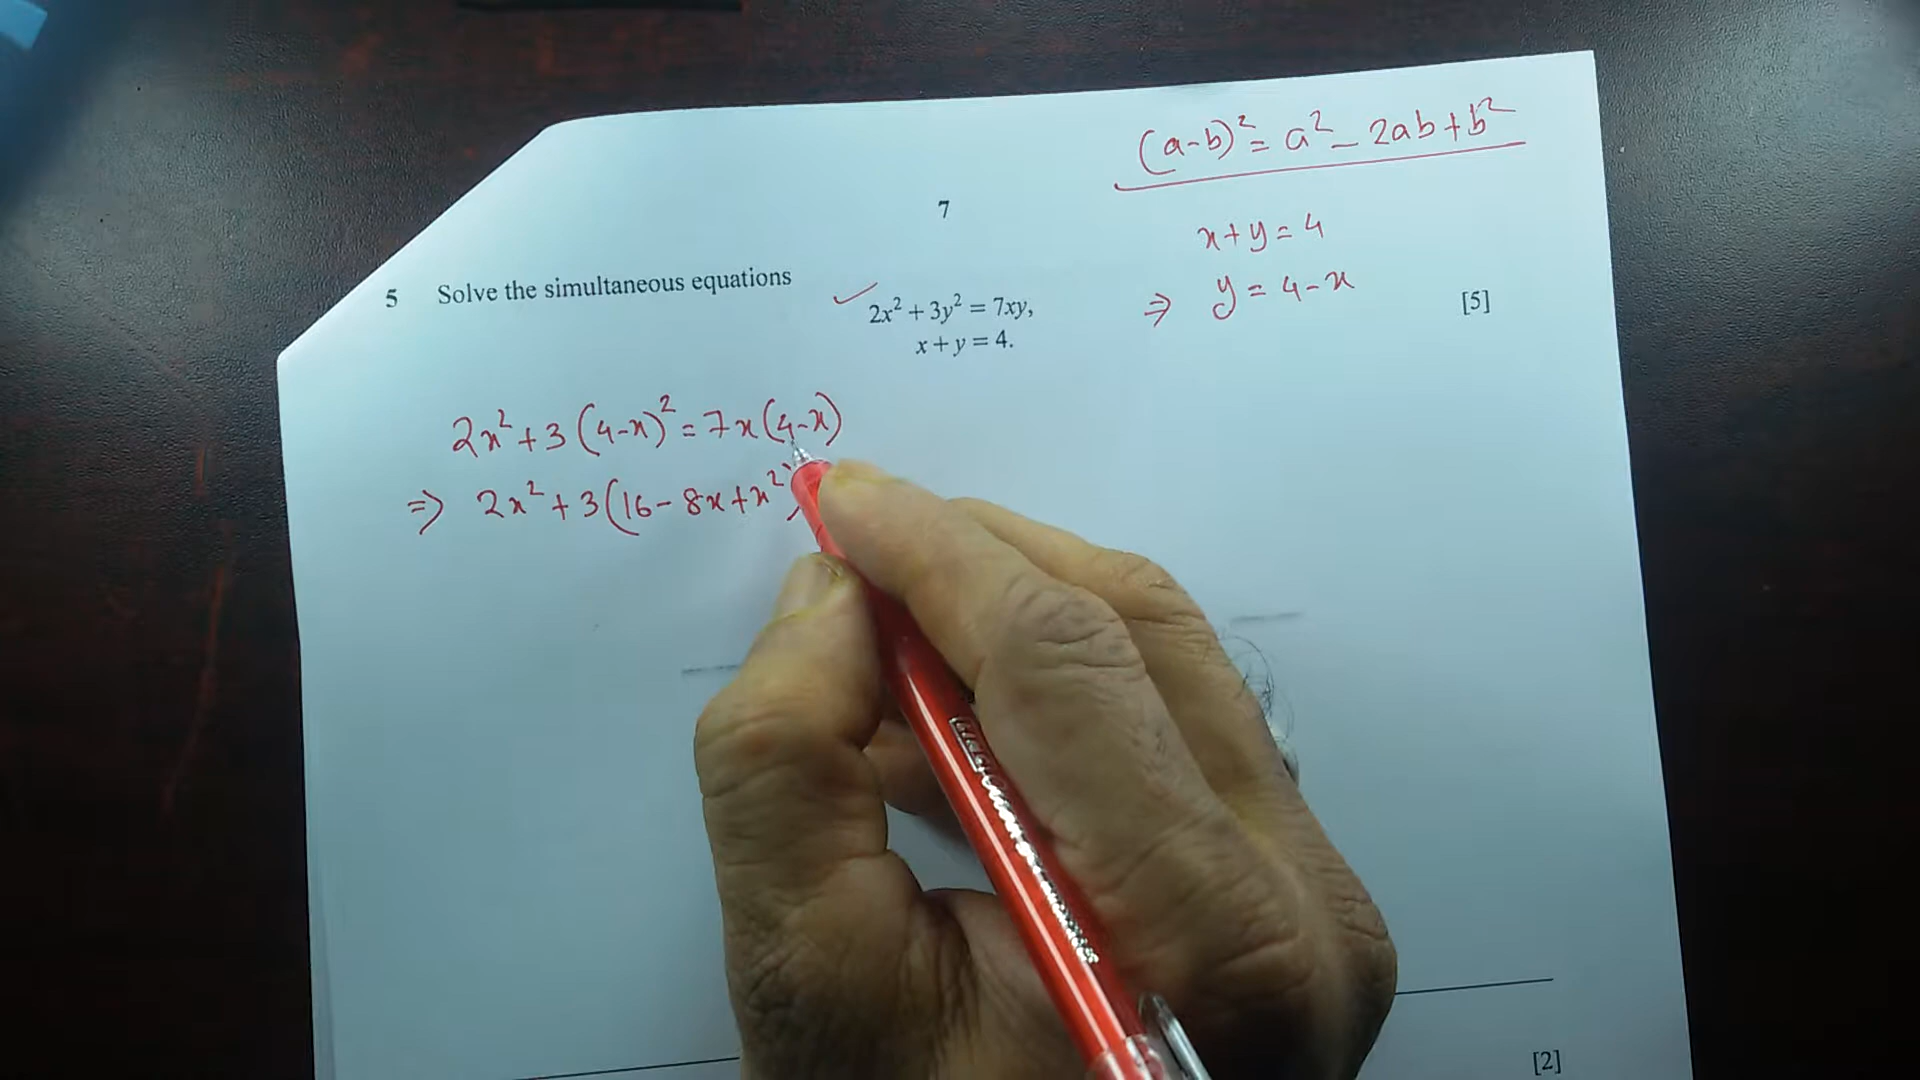 (a-b)² = a² - 2ab + b²
7
x + y = 4
⇒ y = 4 - x
5 Solve the simultaneous equations
2x² + 3y² = 7xy,
x + y = 4.
[5]
2x² + 3(4-x)² = 7x(4-x)
⇒ 2x² + 3(16 - 8x + x²)
[2]